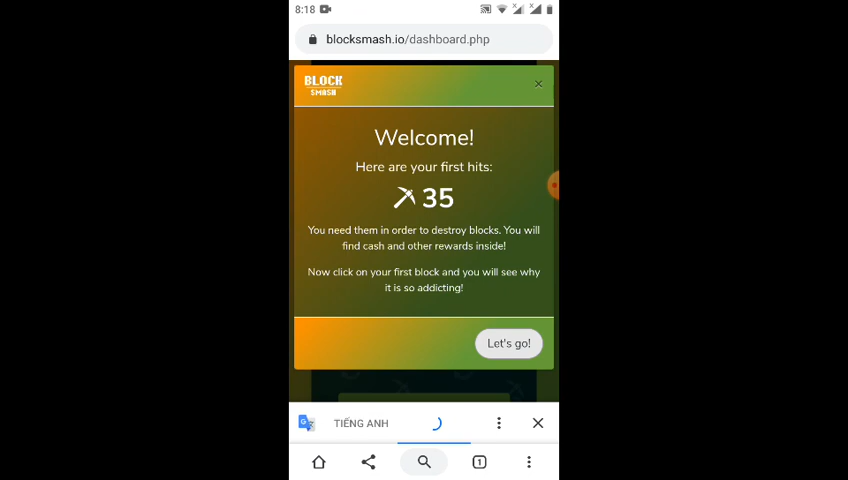 8:18
blocksmash.io/dashboard.php
BLOCK
SMASH
×
Welcome!
Here are your first hits:
35
You need them in order to destroy blocks. You will
find cash and other rewards inside!
Now click on your first block and you will see why
it is so addicting!
Let's go!
TIẾNG ANH
1